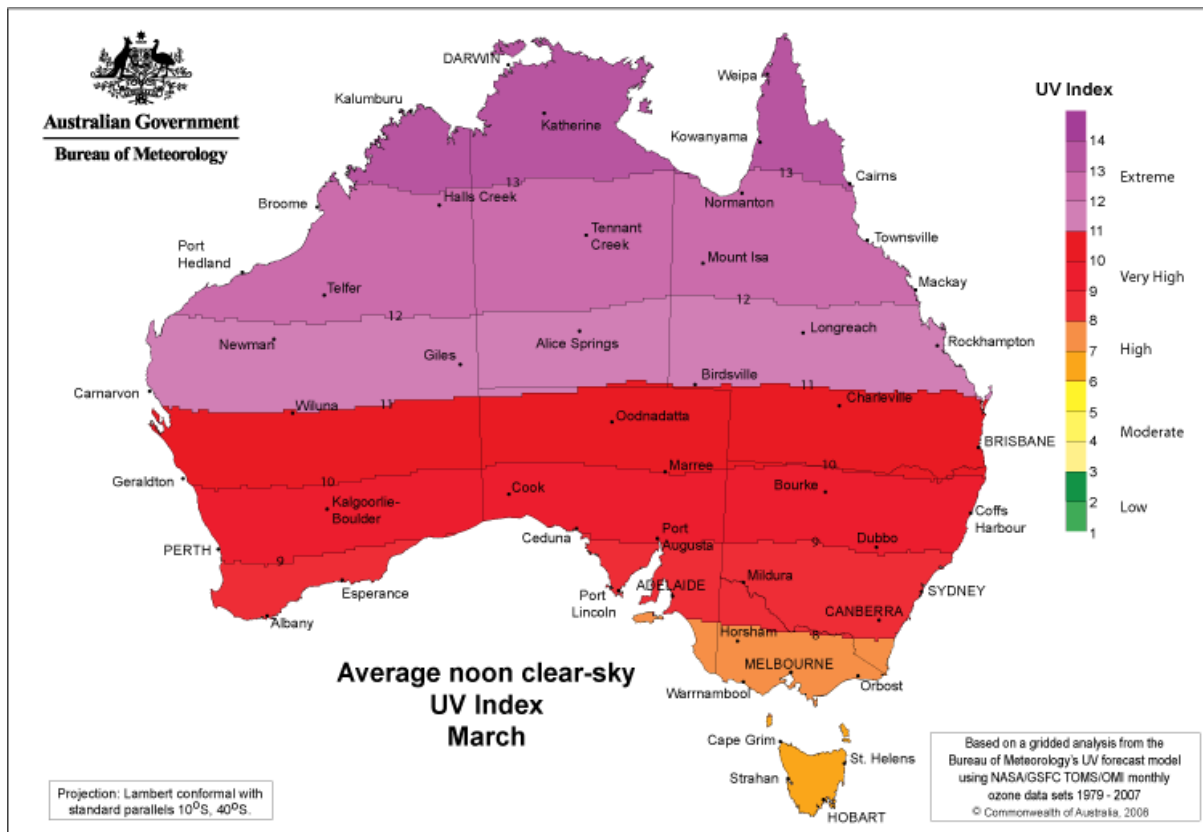 Australian Government
Bureau of Meteorology
DARWIN
Kalumburu
Katherine
Weipa
Kowanyama
Cairns
13
13
Broome
Halls Creek
Normanton
Tennant
Creek
Townsville
Port
Hedland
Mount Isa
Telfer
Mackay
12
12
Newman
Giles
Alice Springs
Longreach
Rockhampton
Carnarvon
Birdsville
11
11
Wiluna
Charleville
Oodnadatta
BRISBANE
Geraldton
10
10
Marree
Kalgoorlie-
Boulder
Cook
Bourke
Coffs
Harbour
PERTH
9
9
Ceduna
Port
Augusta
Dubbo
Esperance
Albany
Port
Lincoln
ADELAIDE
Mildura
SYDNEY
CANBERRA
8
Horsham
MELBOURNE
Warrnambool
Orbost
Cape Grim
St. Helens
Strahan
HOBART
UV Index
14
13
12
11
10
9
8
7
6
5
4
3
2
1
Extreme
Very High
High
Moderate
Low
Average noon clear-sky
UV Index
March
Projection: Lambert conformal with
standard parallels 10°S, 40°S.
Based on a gridded analysis from the
Bureau of Meteorology's UV forecast model
using NASA/GSFC TOMS/OMI monthly
ozone data sets 1979 - 2007
© Commonwealth of Australia, 2008